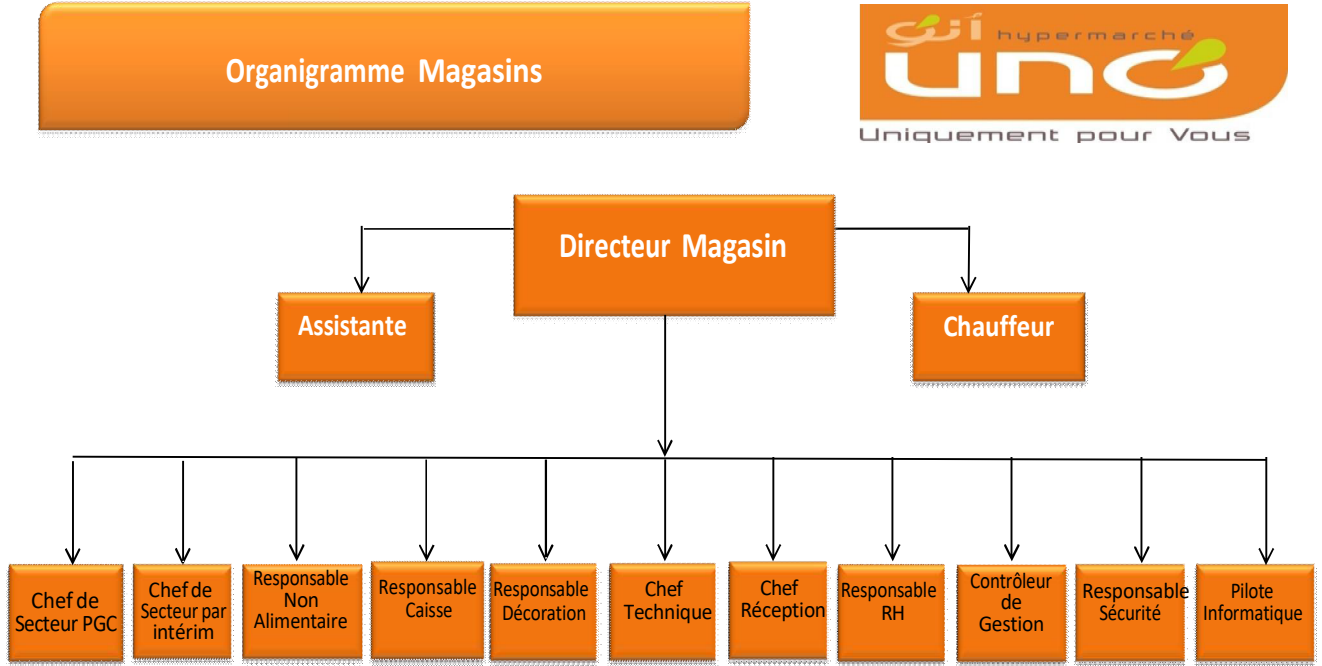 Organigramme Magasins
أونو hypermarché
uno
Uniquement pour Vous
Directeur Magasin
Assistante
Chauffeur
Chef de
Secteur PGC
Chef de
Secteur par
intérim
Responsable
Non
Alimentaire
Responsable
Caisse
Responsable
Décoration
Chef
Technique
Chef
Réception
Responsable
RH
Contrôleur
de
Gestion
Responsable
Sécurité
Pilote
Informatique